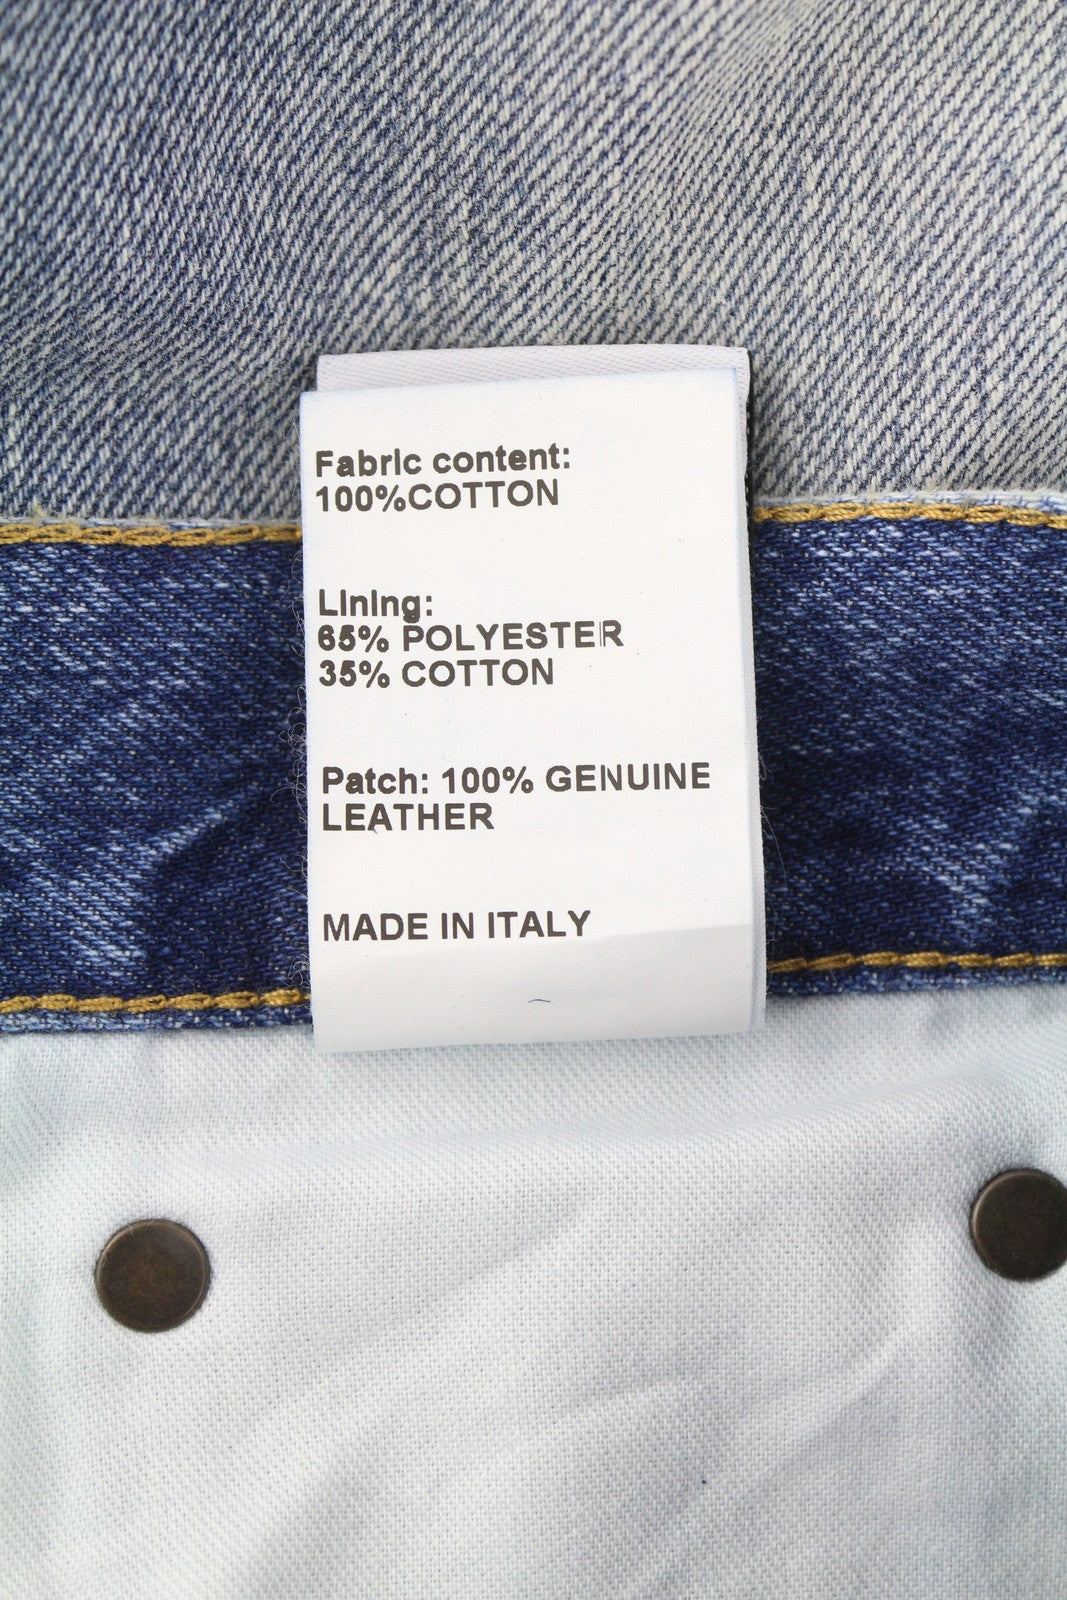 Fabric content:
100%COTTON
Lining:
65% POLYESTER
35% COTTON
Patch: 100% GENUINE
LEATHER
MADE IN ITALY